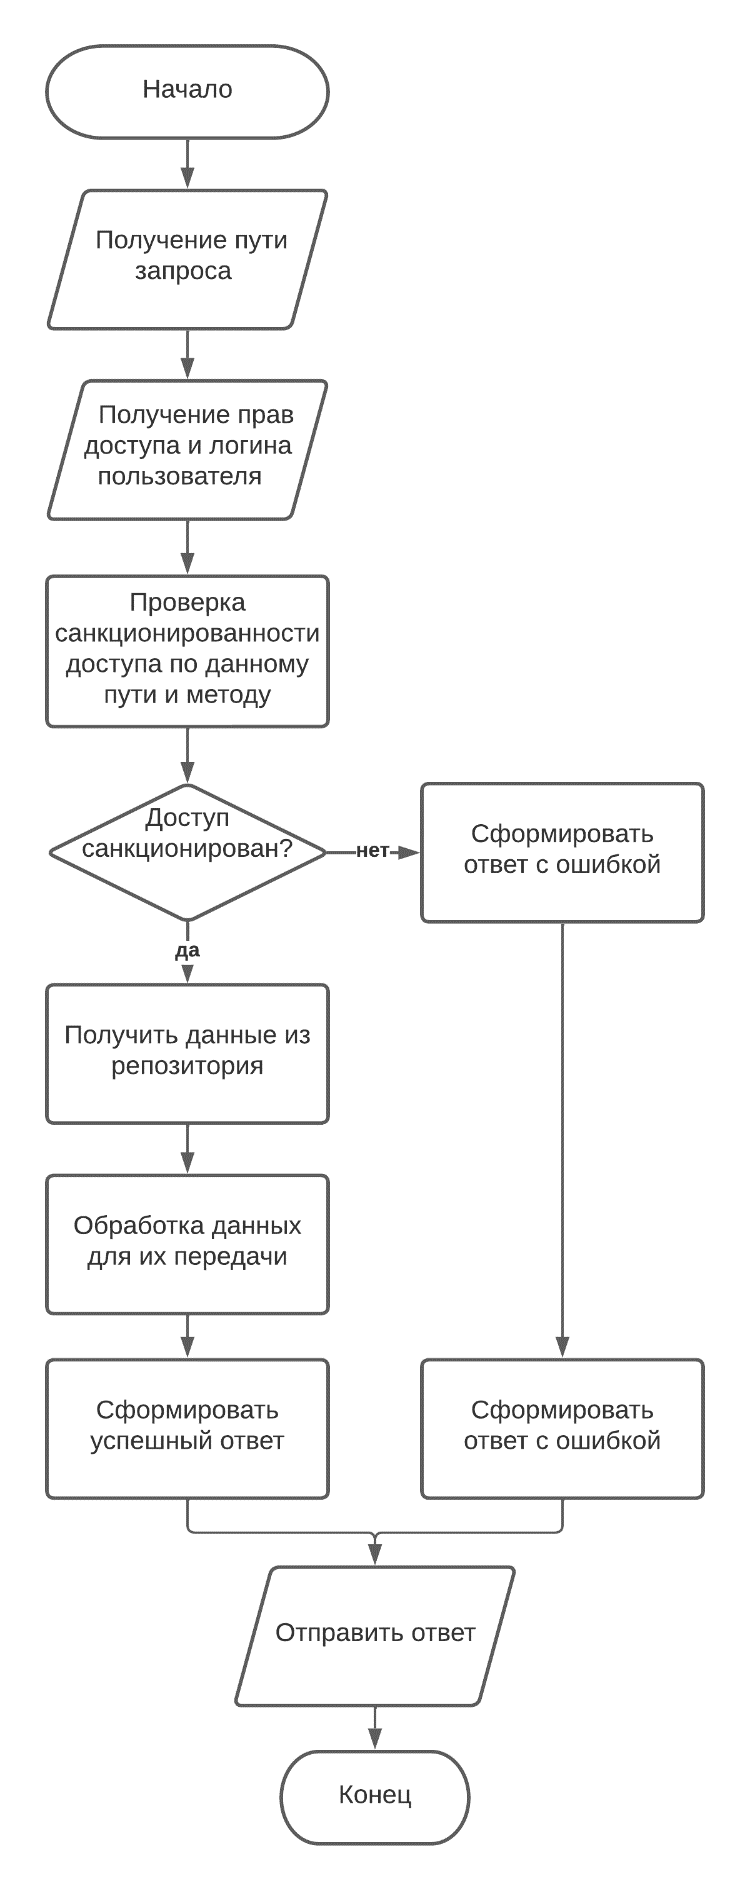 Начало
Получение пути
запроса
Получение прав
доступа и логина
пользователя
Проверка
санкционированности
доступа по данному
пути и методу
Доступ
санкционирован?
нет
Сформировать
ответ с ошибкой
да
Получить данные из
репозитория
Обработка данных
для их передачи
Сформировать
успешный ответ
Сформировать
ответ с ошибкой
Отправить ответ
Конец